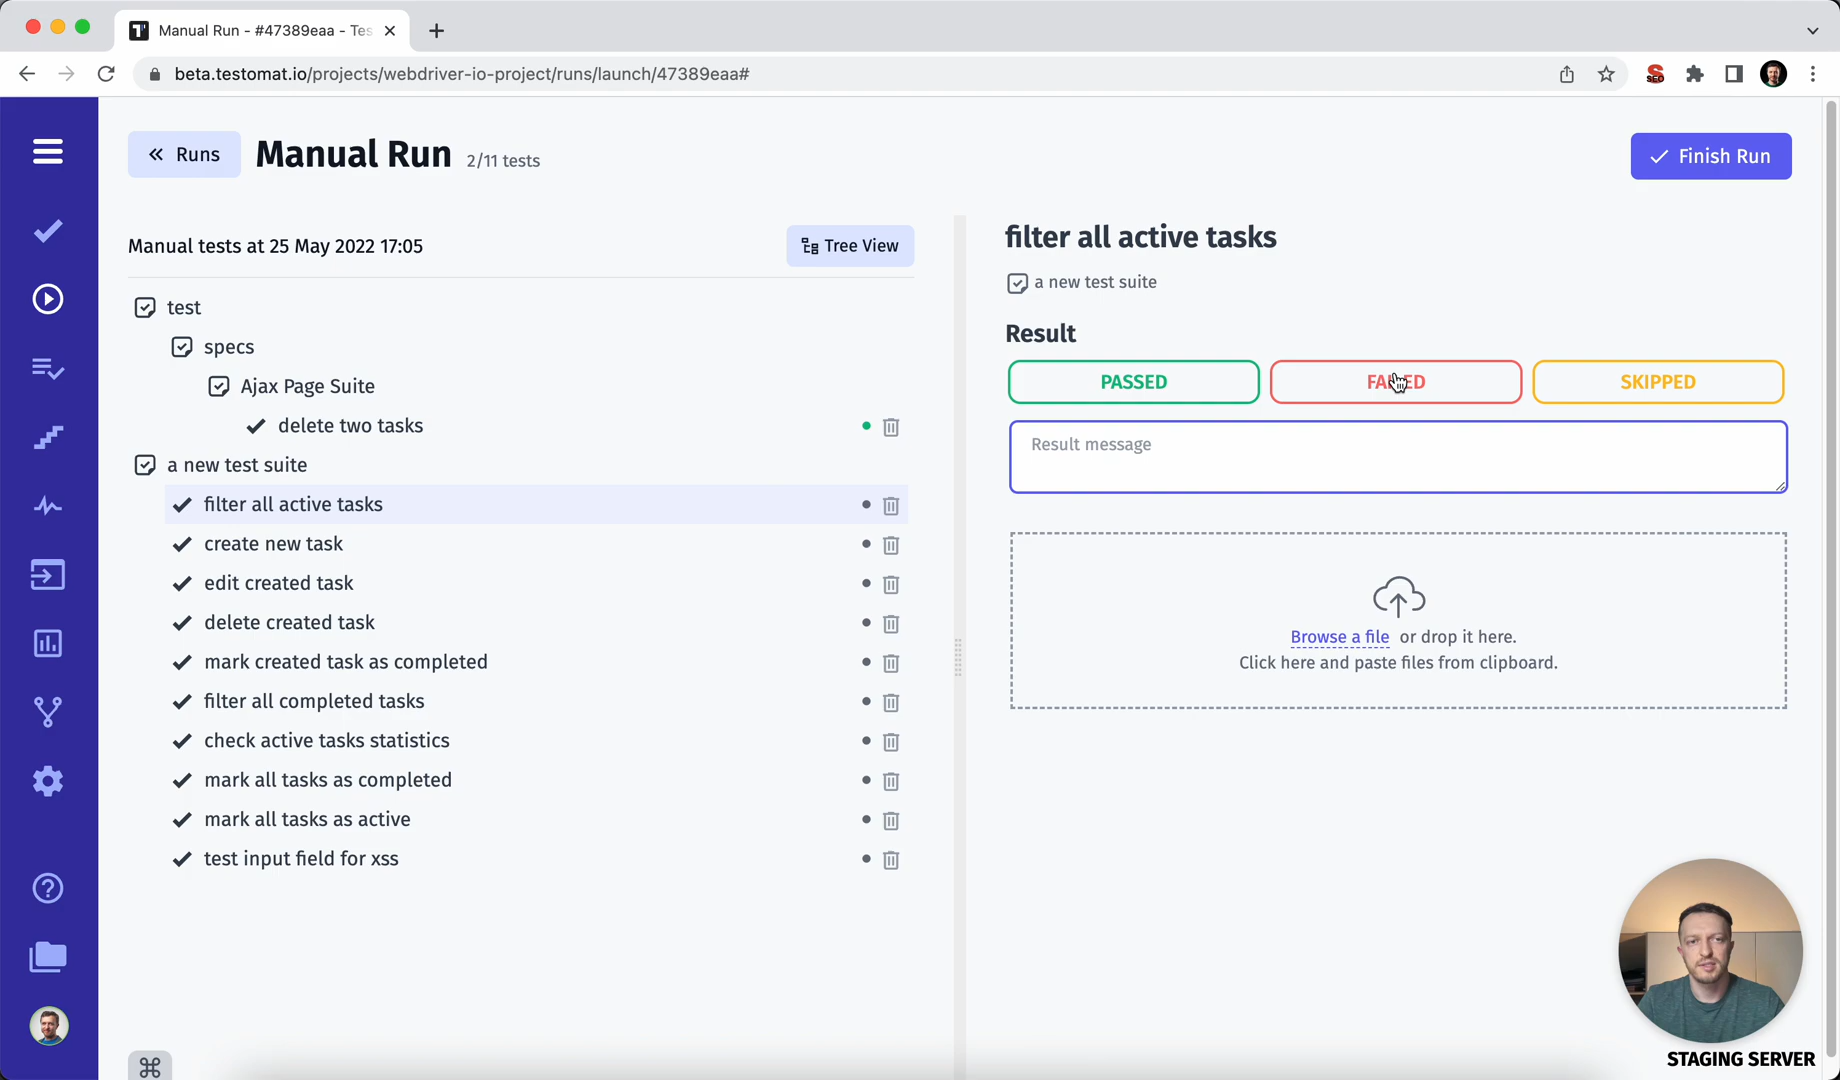 Manual Run - #47389eaa - Tes
beta.testomat.io/projects/webdriver-io-project/runs/launch/47389eaa#
SEO
Runs
Manual Run 2/11 tests
Finish Run
Manual tests at 25 May 2022 17:05
Tree View
test
specs
Ajax Page Suite
delete two tasks
a new test suite
filter all active tasks
create new task
edit created task
delete created task
mark created task as completed
filter all completed tasks
check active tasks statistics
mark all tasks as completed
mark all tasks as active
test input field for xss
filter all active tasks
a new test suite
Result
PASSED
FAILED
SKIPPED
Result message
Browse a file or drop it here.
Click here and paste files from clipboard.
STAGING SERVER